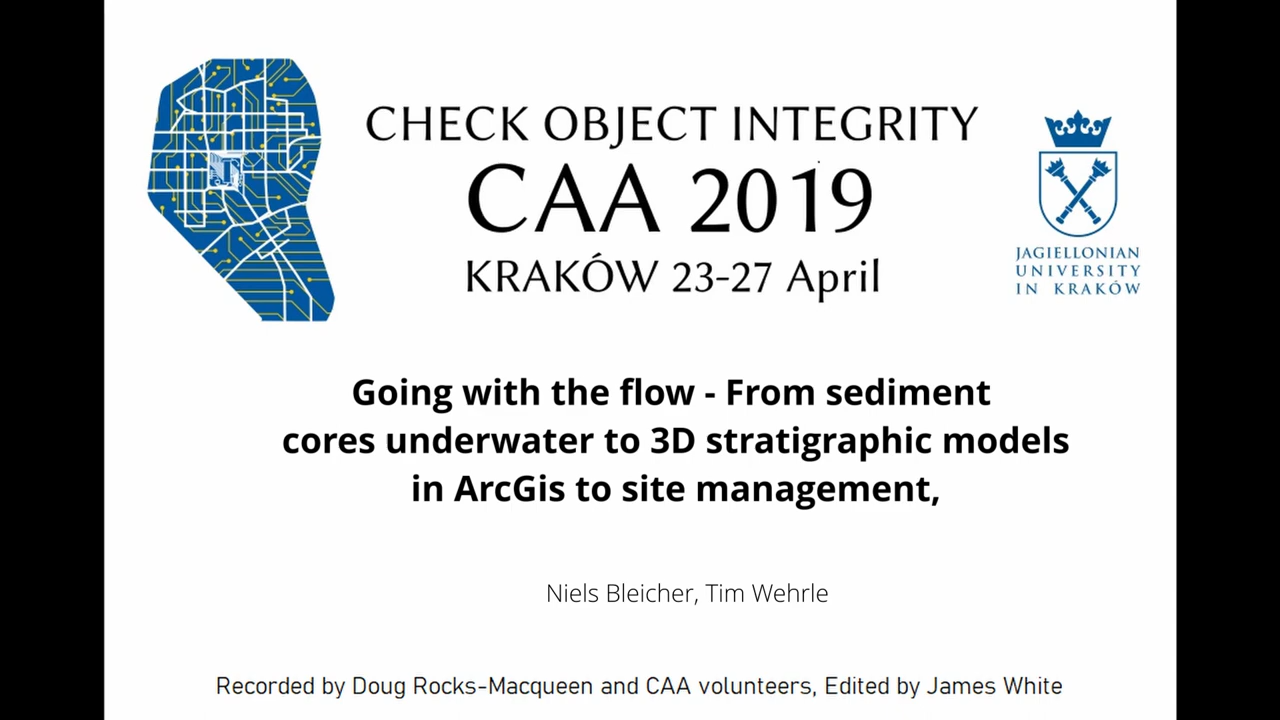 CHECK OBJECT INTEGRITY
CAA 2019
KRAKÓW 23-27 April
JAGIELLONIAN
UNIVERSITY
IN KRAKÓW
Going with the flow - From sediment
cores underwater to 3D stratigraphic models
in ArcGis to site management,
Niels Bleicher, Tim Wehrle
Recorded by Doug Rocks-Macqueen and CAA volunteers, Edited by James White